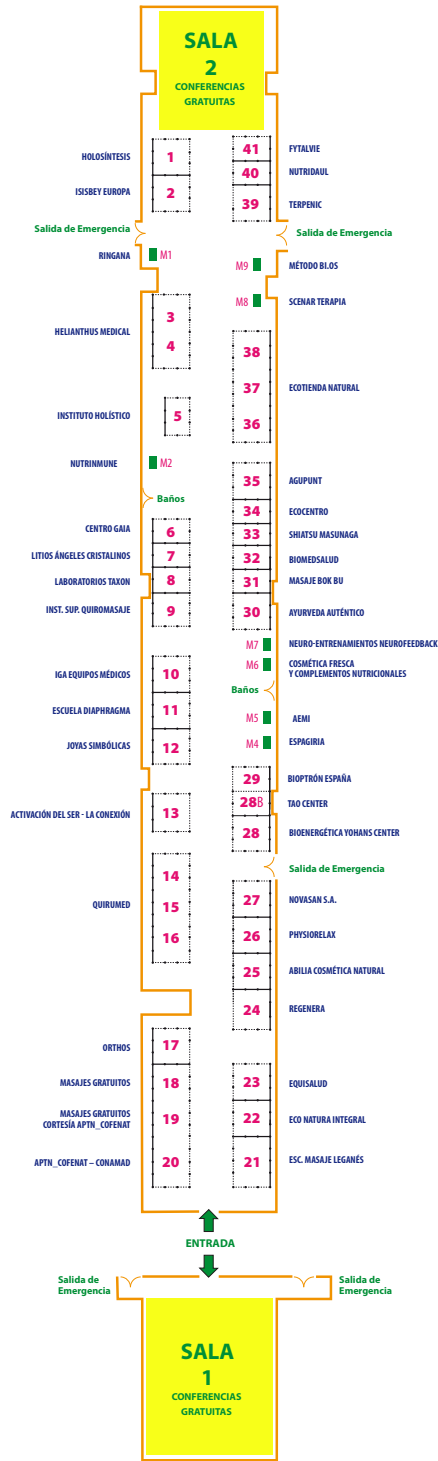 SALA
2
CONFERENCIAS
GRATUITAS
HOLOSÍNTESIS
1
41
FYTALVIE
40
NUTRIDAUL
ISISBEY EUROPA
2
39
TERPENIC
Salida de Emergencia
Salida de Emergencia
RINGANA
M1
M9
MÉTODO BI.OS
M8
SCENAR TERAPIA
3
HELIANTHUS MEDICAL
4
38
37
ECOTIENDA NATURAL
36
INSTITUTO HOLÍSTICO
5
NUTRINMUNE
M2
35
AGUPUNT
Baños
34
ECOCENTRO
CENTRO GAIA
6
33
SHIATSU MASUNAGA
LITIOS ÁNGELES CRISTALINOS
7
32
BIOMEDSALUD
LABORATORIOS TAXON
8
31
MASAJE BOK BU
INST. SUP. QUIROMASAJE
9
30
AYURVEDA AUTÉNTICO
M7
NEURO-ENTRENAMIENTOS NEUROFEEDBACK
M6
COSMÉTICA FRESCA
Y COMPLEMENTOS NUTRICIONALES
IGA EQUIPOS MÉDICOS
10
Baños
ESCUELA DIAPHRAGMA
11
M5
AEMI
JOYAS SIMBÓLICAS
12
M4
ESPAGIRIA
29
BIOPTRÓN ESPAÑA
28B
TAO CENTER
ACTIVACIÓN DEL SER - LA CONEXIÓN
13
28
BIOENERGÉTICA YOHANS CENTER
Salida de Emergencia
14
QUIRUMED
15
16
27
NOVASAN S.A.
26
PHYSIORELAX
25
ABILIA COSMÉTICA NATURAL
24
REGENERA
ORTHOS
17
MASAJES GRATUITOS
18
23
EQUISALUD
MASAJES GRATUITOS
CORTESÍA APTN_COFENAT
19
22
ECO NATURA INTEGRAL
APTN_COFENAT – CONAMAD
20
21
ESC. MASAJE LEGANÉS
ENTRADA
Salida de
Emergencia
Salida de
Emergencia
SALA
1
CONFERENCIAS
GRATUITAS